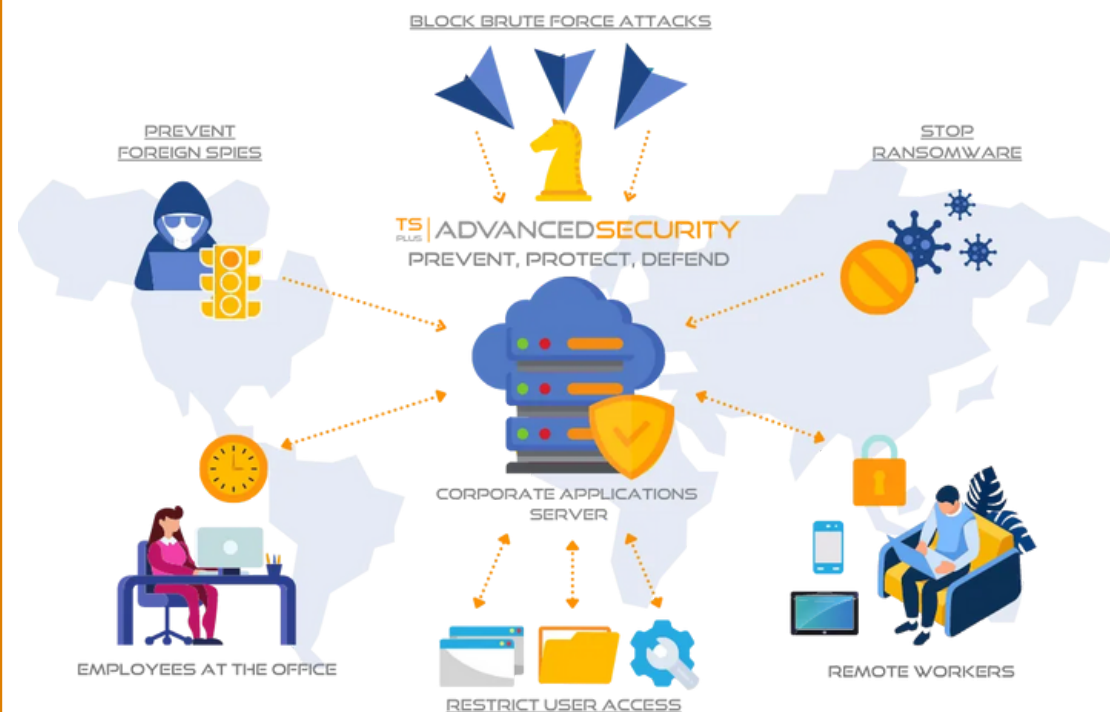 BLOCK BRUTE FORCE ATTACKS
PREVENT
FOREIGN SPIES
STOP
RANSOMWARE
TS PLUS | ADVANCEDSECURITY
PREVENT, PROTECT, DEFEND
CORPORATE APPLICATIONS
SERVER
EMPLOYEES AT THE OFFICE
REMOTE WORKERS
RESTRICT USER ACCESS